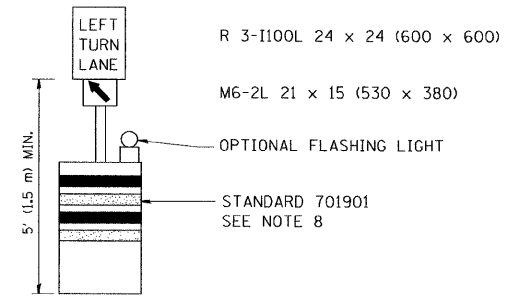 LEFT
TURN
LANE
R 3-I100L 24 x 24 (600 x 600)
M6-2L 21 x 15 (530 x 380)
OPTIONAL FLASHING LIGHT
STANDARD 701901
SEE NOTE 8
5' (1.5 m) MIN.